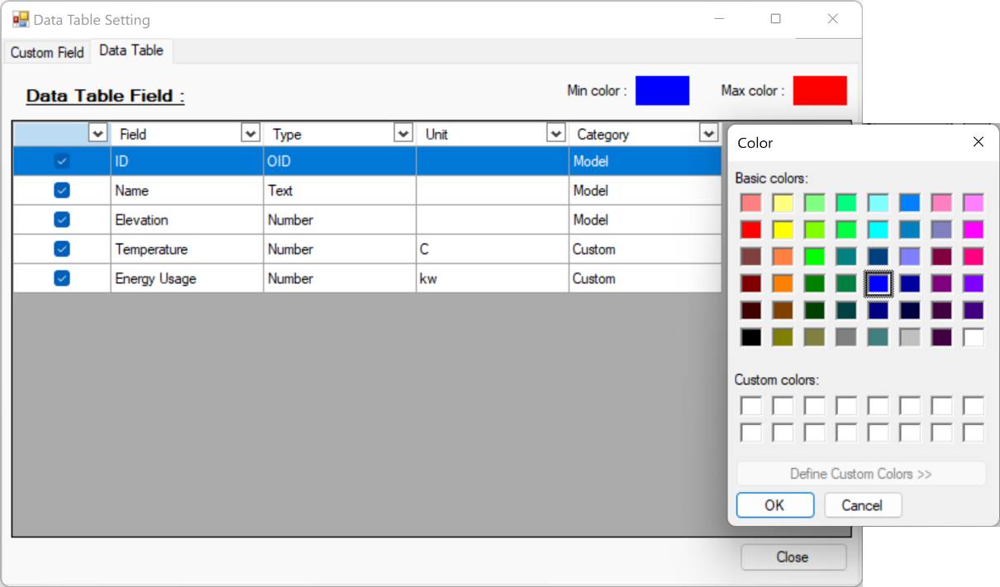 Data Table Setting
Custom Field Data Table
Data Table Field : Min color : Max color :
Field Type Unit Category
ID OID Model
Name Text Model
Elevation Number Model
Temperature Number C Custom
Energy Usage Number kw Custom
Close
Color
Basic colors:
Custom colors:
Define Custom Colors >>
OK Cancel